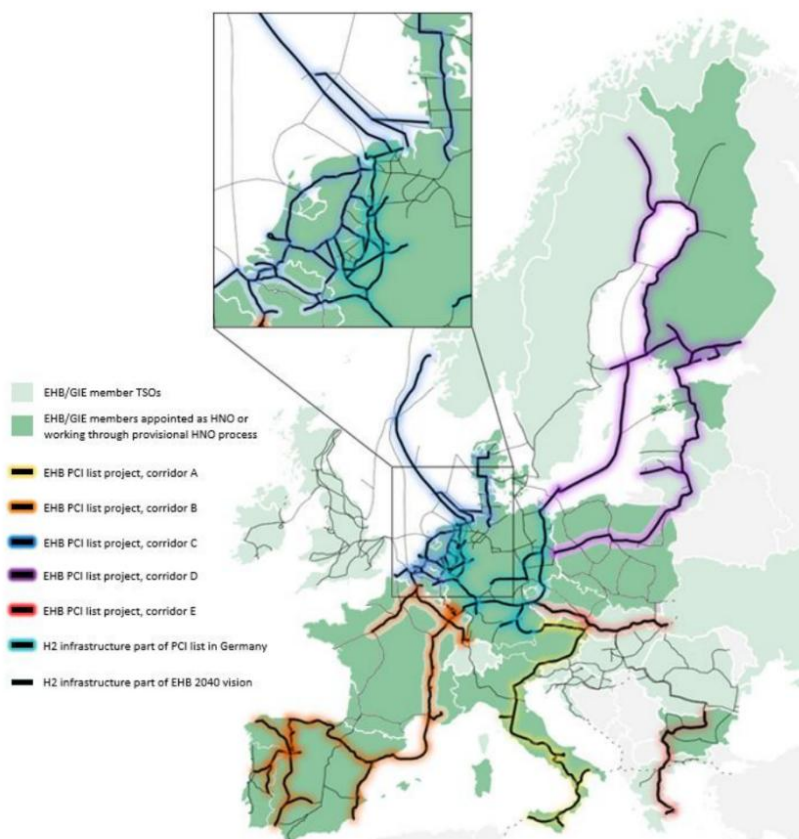 EHB/GIE member TSOs
EHB/GIE members appointed as HNO or
working through provisional HNO process
EHB PCI list project, corridor A
EHB PCI list project, corridor B
EHB PCI list project, corridor C
EHB PCI list project, corridor D
EHB PCI list project, corridor E
H2 infrastructure part of PCI list in Germany
H2 infrastructure part of EHB 2040 vision